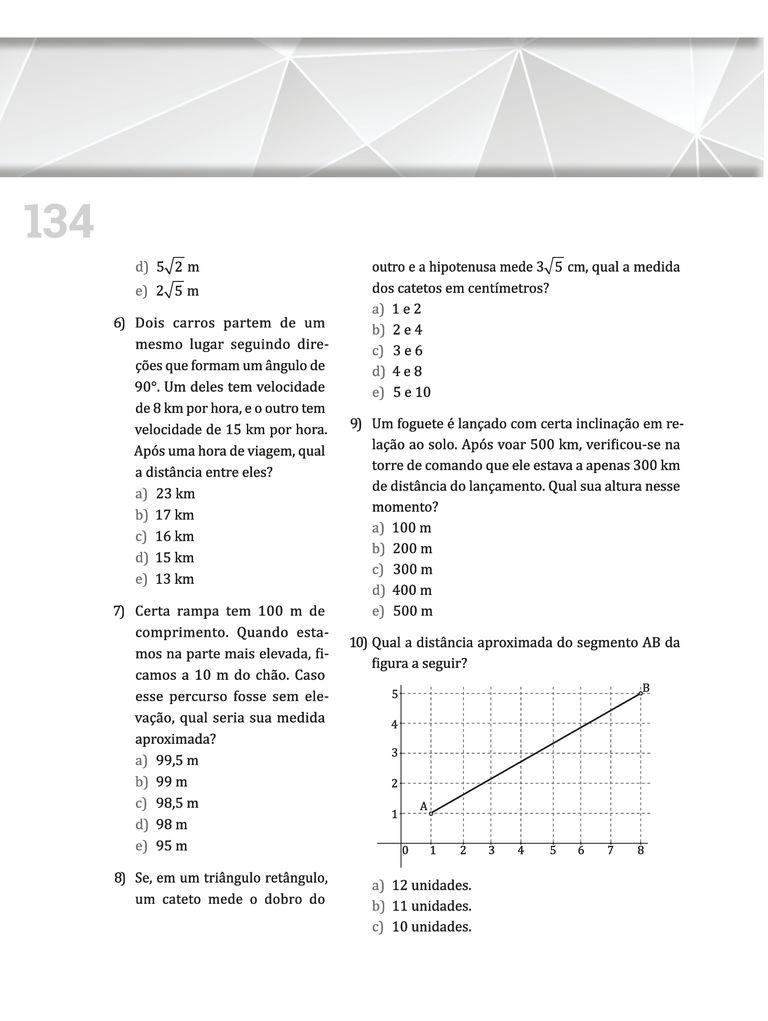 134
d) 5√2 m
e) 2√5 m
6) Dois carros partem de um
mesmo lugar seguindo dire-
ções que formam um ângulo de
90°. Um deles tem velocidade
de 8 km por hora, e o outro tem
velocidade de 15 km por hora.
Após uma hora de viagem, qual
a distância entre eles?
a) 23 km
b) 17 km
c) 16 km
d) 15 km
e) 13 km
7) Certa rampa tem 100 m de
comprimento. Quando esta-
mos na parte mais elevada, fi-
camos a 10 m do chão. Caso
esse percurso fosse sem ele-
vação, qual seria sua medida
aproximada?
a) 99,5 m
b) 99 m
c) 98,5 m
d) 98 m
e) 95 m
8) Se, em um triângulo retângulo,
um cateto mede o dobro do
outro e a hipotenusa mede 3√5 cm, qual a medida
dos catetos em centímetros?
a) 1 e 2
b) 2 e 4
c) 3 e 6
d) 4 e 8
e) 5 e 10
9) Um foguete é lançado com certa inclinação em re-
lação ao solo. Após voar 500 km, verificou-se na
torre de comando que ele estava a apenas 300 km
de distância do lançamento. Qual sua altura nesse
momento?
a) 100 m
b) 200 m
c) 300 m
d) 400 m
e) 500 m
10) Qual a distância aproximada do segmento AB da
figura a seguir?
B
5
4
3
2
A
1
0 1 2 3 4 5 6 7 8
a) 12 unidades.
b) 11 unidades.
c) 10 unidades.